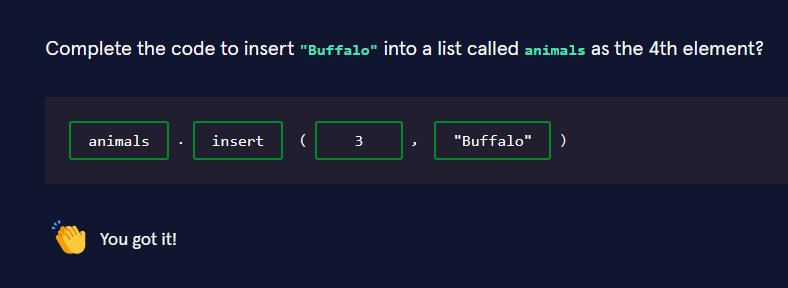 Complete the code to insert "Buffalo" into a list called animals as the 4th element?
animals . insert ( 3 , "Buffalo" )
You got it!